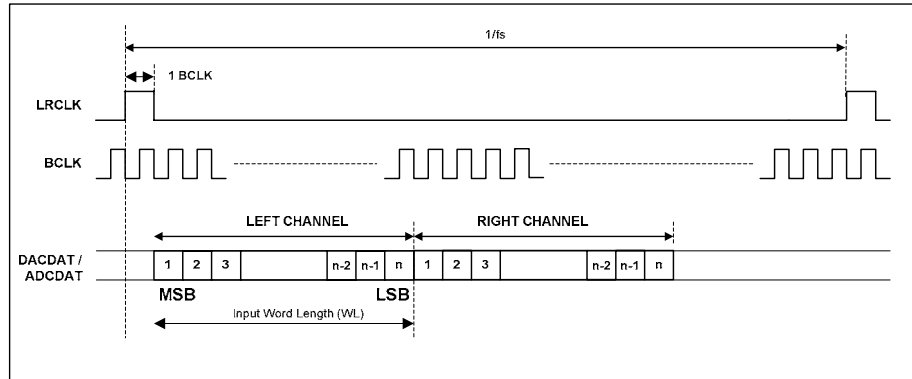 1/fs
1 BCLK
LRCLK
BCLK
LEFT CHANNEL
RIGHT CHANNEL
DACDAT /
ADCDAT
1 2 3 n-2 n-1 n 1 2 3 n-2 n-1 n
MSB LSB
Input Word Length (WL)